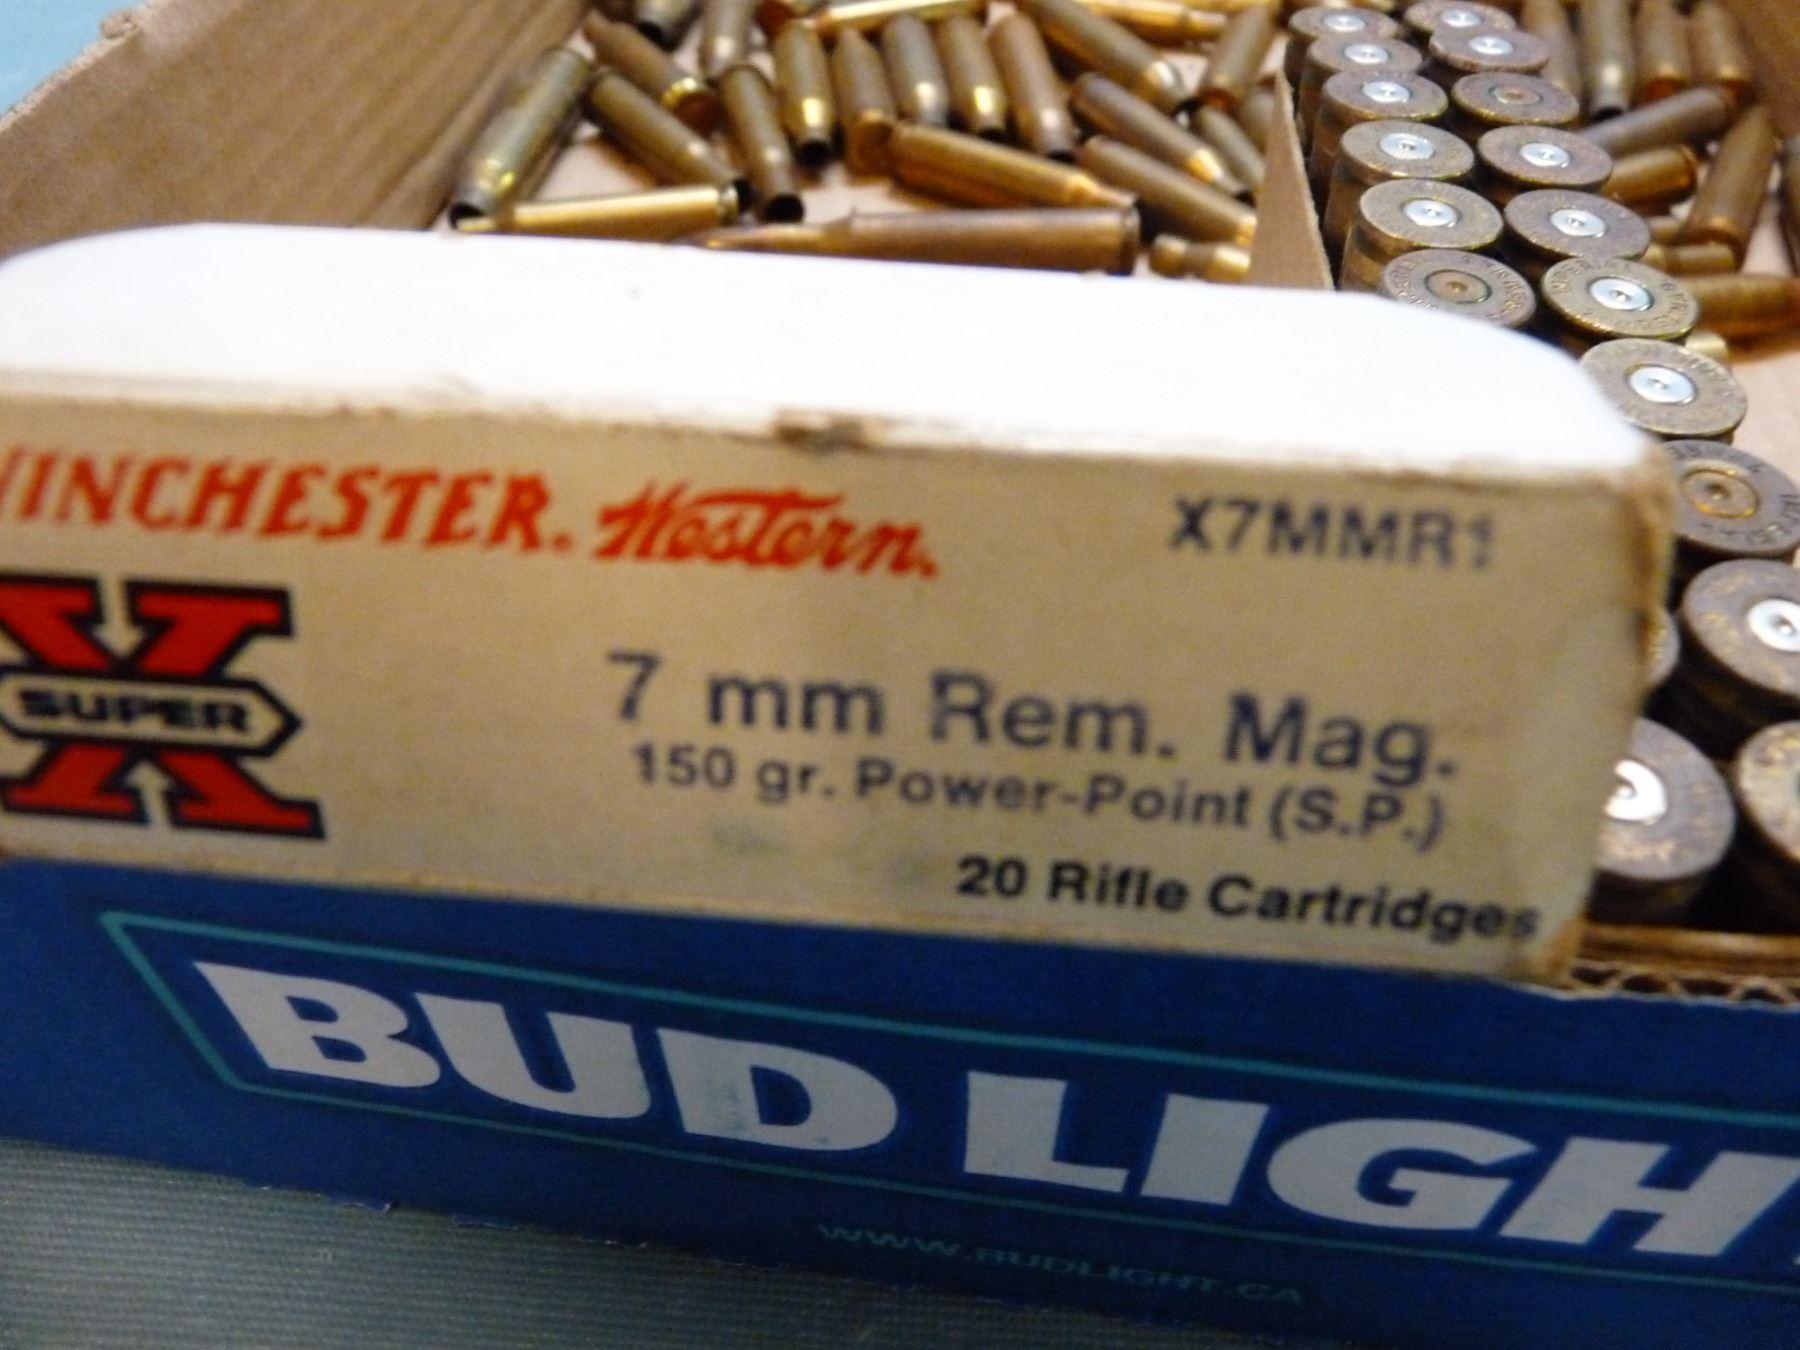 WINCHESTER. Western.
X7MMR1
SUPER X
7 mm Rem. Mag.
150 gr. Power-Point (S.P.)
20 Rifle Cartridges
BUD LIGH
WWW.BUDLIGHT.CA